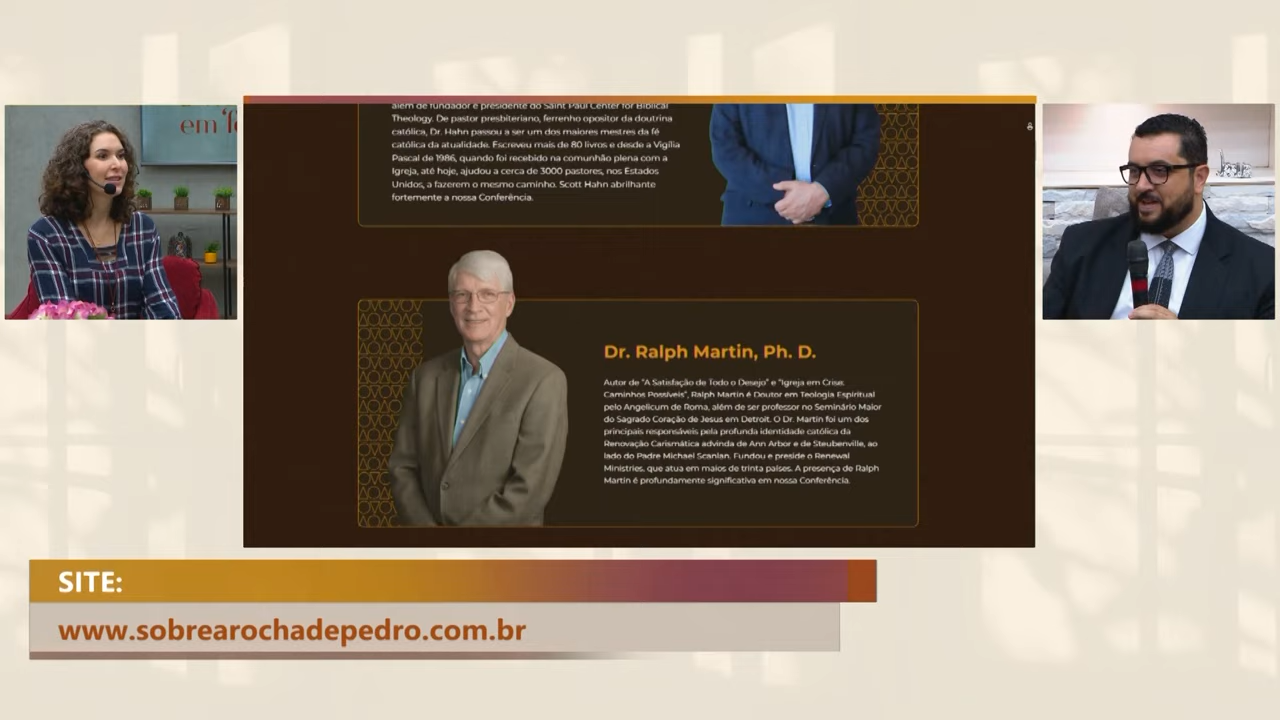 em
além de fundador e presidente do Saint Paul Center for Biblical
Theology. De pastor presbiteriano, ferrenho opositor da doutrina
católica, Dr. Hahn passou a ser um dos maiores mestres da fé
católica da atualidade. Escreveu mais de 80 livros e desde a Vigília
Pascal de 1986, quando foi recebido na comunhão plena com a
Igreja, até hoje, ajudou a cerca de 3000 pastores, nos Estados
Unidos, a fazerem o mesmo caminho. Scott Hahn abrilhante
fortemente a nossa Conferência.
Dr. Ralph Martin, Ph. D.
Autor de "A Satisfação de Todo o Desejo" e "Igreja em Crise:
Caminhos Possíveis", Ralph Martin é Doutor em Teologia Espiritual
pelo Angelicum de Roma, além de ser professor no Seminário Maior
do Sagrado Coração de Jesus em Detroit. O Dr. Martin foi um dos
principais responsáveis pela profunda identidade católica da
Renovação Carismática advinda de Ann Arbor e de Steubenville, ao
lado do Padre Michael Scanlan. Fundou e preside o Renewal
Ministries, que atua em maios de trinta países. A presença de Ralph
Martin é profundamente significativa em nossa Conferência.
SITE:
www.sobrearochadepedro.com.br